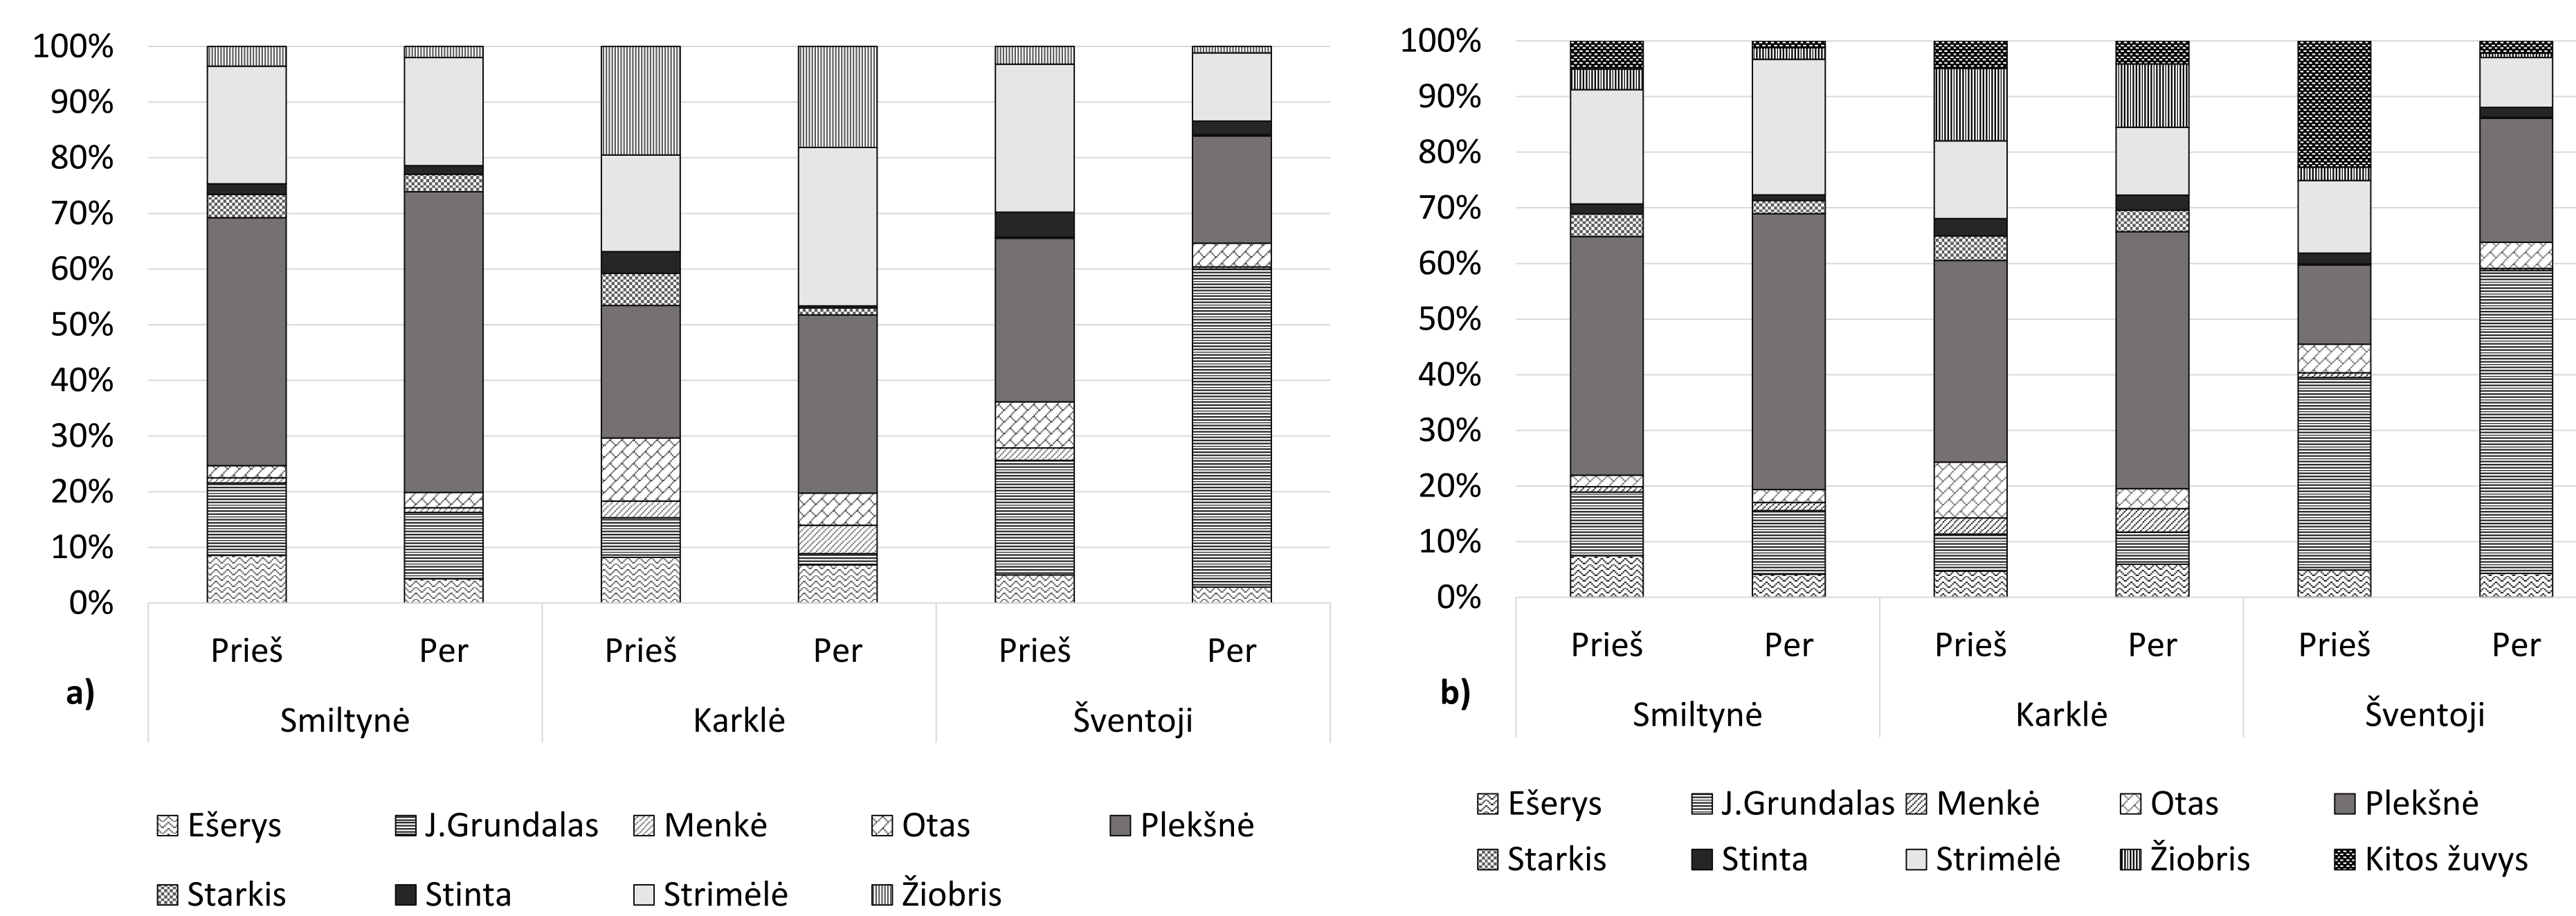 100%
90%
80%
70%
60%
50%
40%
30%
20%
10%
0%
Prieš Per Prieš Per Prieš Per
a)
Smiltynė Karklė Šventoji
Ešerys J.Grundalas Menkė Otas Plekšnė
Starkis Stinta Strimėlė Žiobris
100%
90%
80%
70%
60%
50%
40%
30%
20%
10%
0%
Prieš Per Prieš Per Prieš Per
b)
Smiltynė Karklė Šventoji
Ešerys J.Grundalas Menkė Otas Plekšnė
Starkis Stinta Strimėlė Žiobris Kitos žuvys